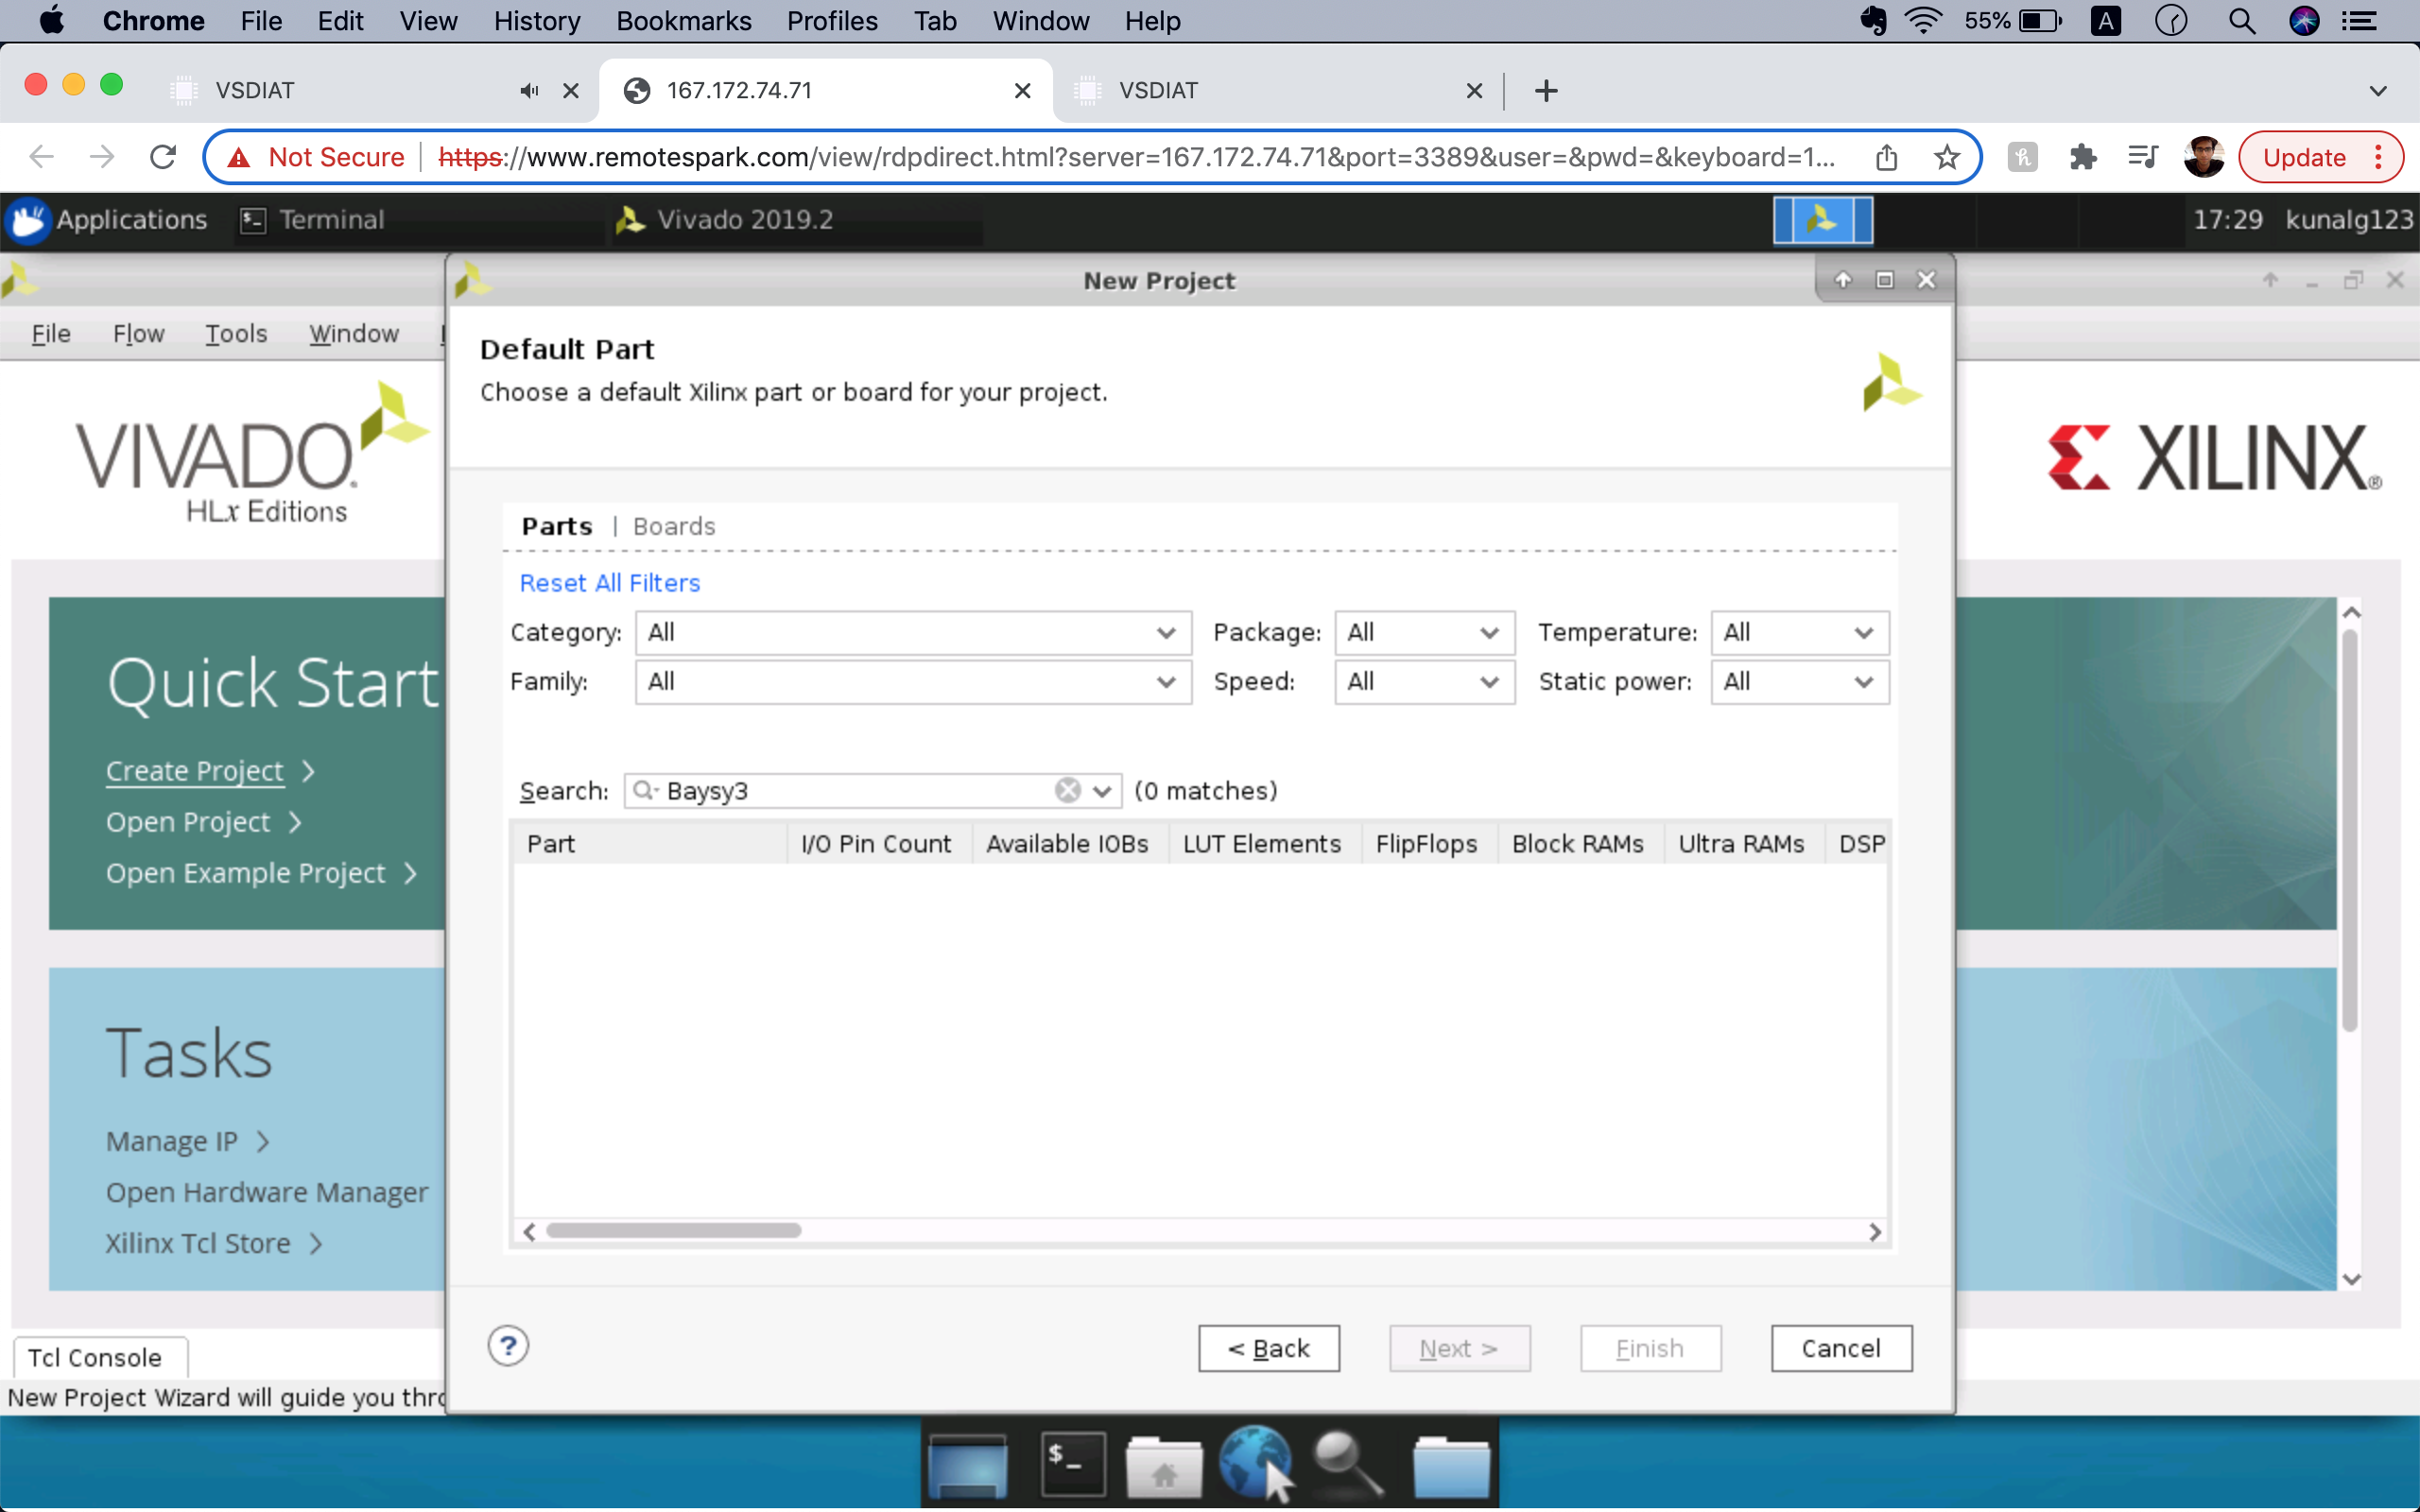 Chrome File Edit View History Bookmarks Profiles Tab Window Help 55% A
VSDIAT 167.172.74.71 VSDIAT
Not Secure https://www.remotespark.com/view/rdpdirect.html?server=167.172.74.71&port=3389&user=&pwd=&keyboard=1... Update
Applications Terminal Vivado 2019.2 17:29 kunalg123
New Project
File Flow Tools Window
Default Part
Choose a default Xilinx part or board for your project.
VIVADO.
HLx Editions
XILINX®
Parts | Boards
Reset All Filters
Category: All Package: All Temperature: All
Family: All Speed: All Static power: All
Quick Start
Create Project
Open Project
Open Example Project
Search: Baysy3 (0 matches)
Part I/O Pin Count Available IOBs LUT Elements FlipFlops Block RAMs Ultra RAMs DSP
Tasks
Manage IP
Open Hardware Manager
Xilinx Tcl Store
? < Back Next > Finish Cancel
Tcl Console
New Project Wizard will guide you thro